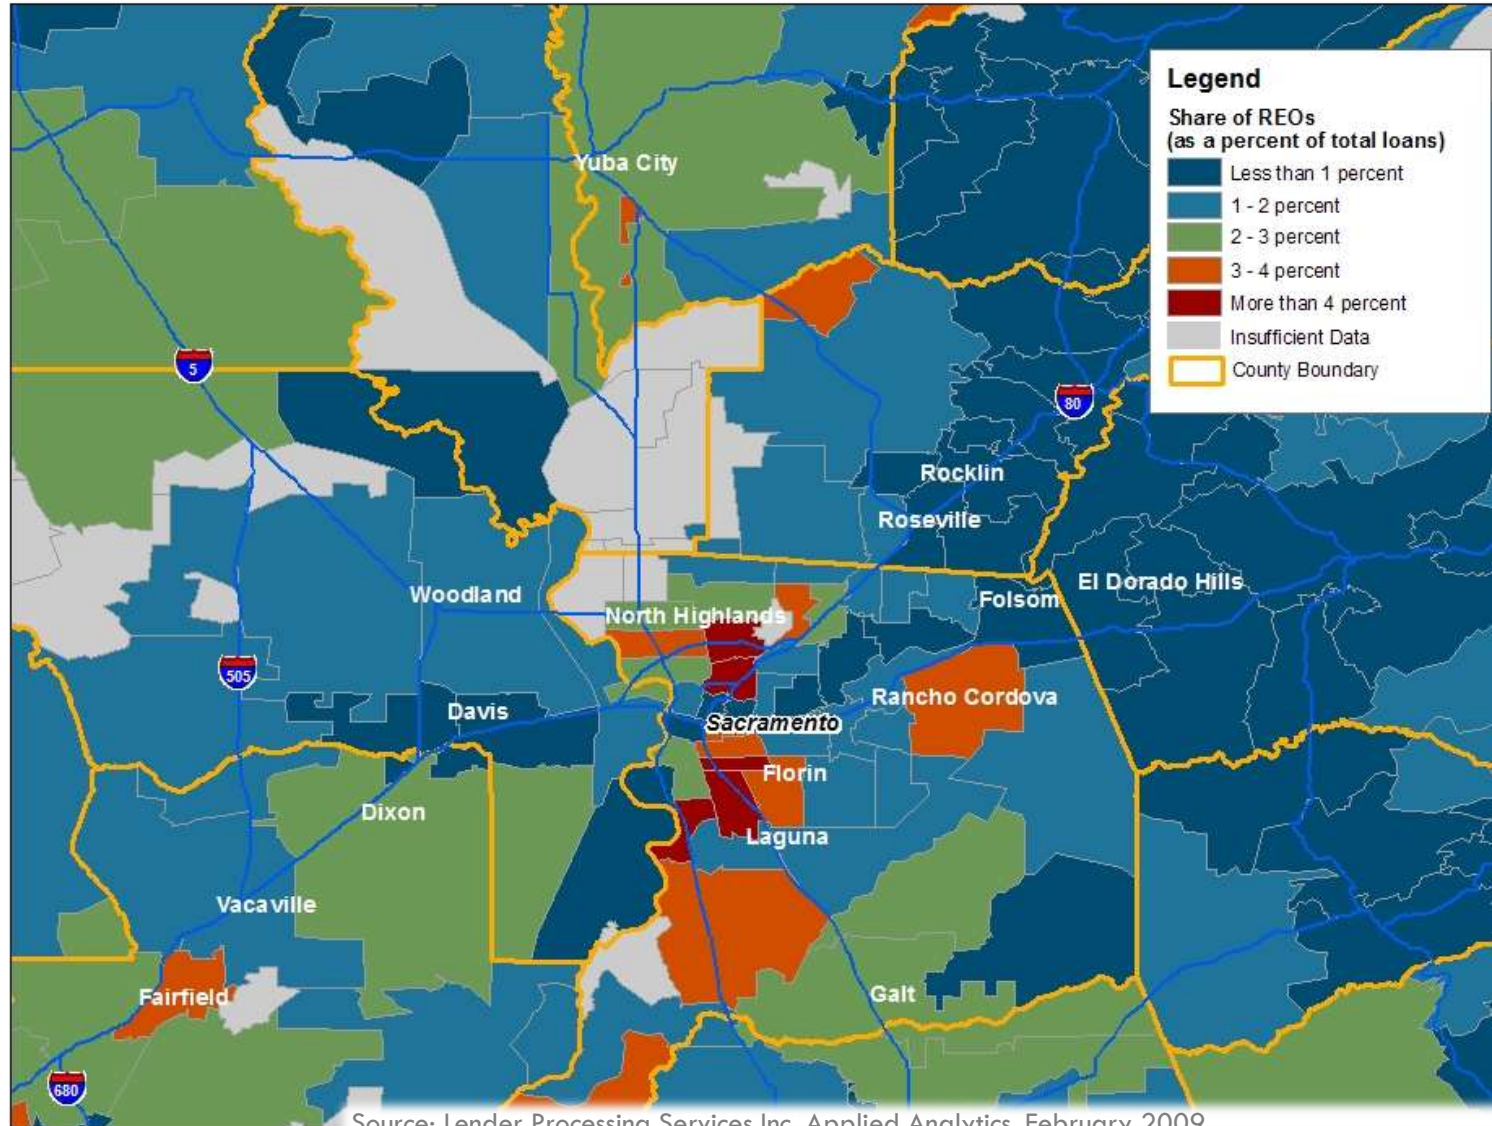 Legend
Share of REOs
(as a percent of total loans)
Less than 1 percent
1 - 2 percent
2 - 3 percent
3 - 4 percent
More than 4 percent
Insufficient Data
County Boundary
Yuba City
5
80
Rocklin
Roseville
Woodland
El Dorado Hills
Folsom
North Highlands
505
Rancho Cordova
Davis
Sacramento
Florin
Dixon
Laguna
Vacaville
Fairfield
Galt
680
Source: Lender Processing Services Inc. Applied Analytics, February 2009